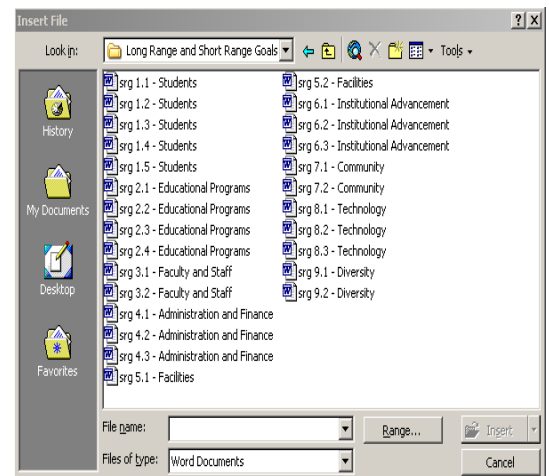 Insert File
Look in: Long Range and Short Range Goals Tools
History
My Documents
Desktop
Favorites
srg 1.1 - Students
srg 1.2 - Students
srg 1.3 - Students
srg 1.4 - Students
srg 1.5 - Students
srg 2.1 - Educational Programs
srg 2.2 - Educational Programs
srg 2.3 - Educational Programs
srg 2.4 - Educational Programs
srg 3.1 - Faculty and Staff
srg 3.2 - Faculty and Staff
srg 4.1 - Administration and Finance
srg 4.2 - Administration and Finance
srg 4.3 - Administration and Finance
srg 5.1 - Facilities
srg 5.2 - Facilities
srg 6.1 - Institutional Advancement
srg 6.2 - Institutional Advancement
srg 6.3 - Institutional Advancement
srg 7.1 - Community
srg 7.2 - Community
srg 8.1 - Technology
srg 8.2 - Technology
srg 8.3 - Technology
srg 9.1 - Diversity
srg 9.2 - Diversity
File name: Range... Insert
Files of type: Word Documents Cancel